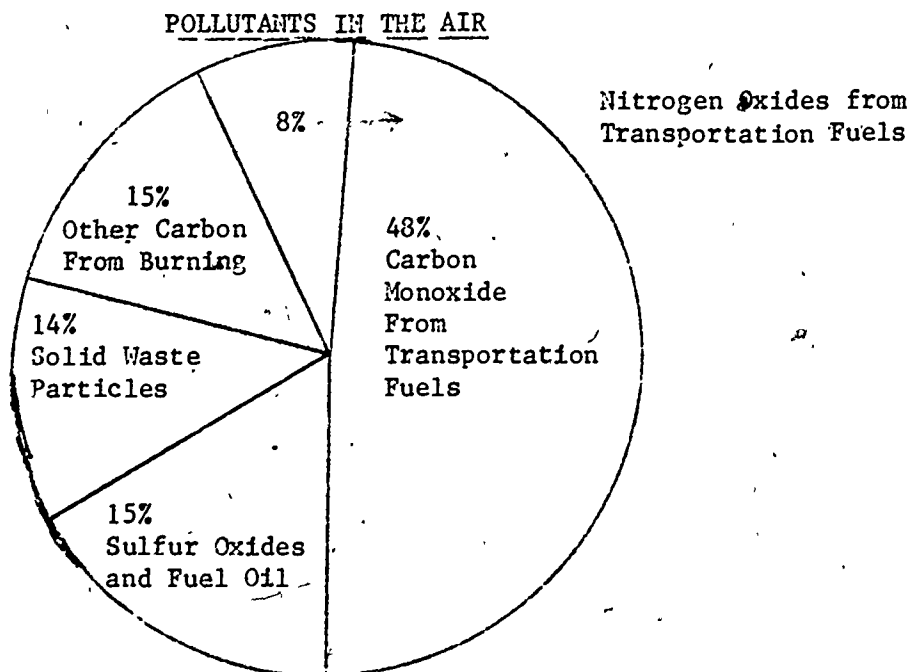 POLLUTANTS IN THE AIR
Nitrogen Oxides from
Transportation Fuels
8%
15%
Other Carbon
From Burning
48%
Carbon
Monoxide
From
Transportation
Fuels
14%
Solid Waste
Particles
15%
Sulfur Oxides
and Fuel Oil